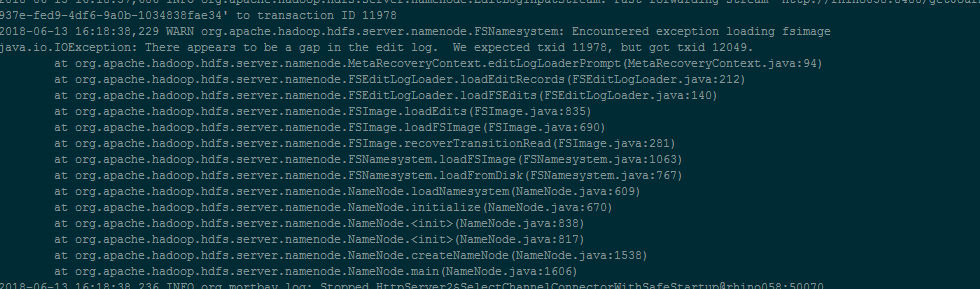 937e-fed9-4df6-9a0b-1034838fae34' to transaction ID 11978
2018-06-13 16:18:38,229 WARN org.apache.hadoop.hdfs.server.namenode.FSNamesystem: Encountered exception loading fsimage
java.io.IOException: There appears to be a gap in the edit log.  We expected txid 11978, but got txid 12049.
        at org.apache.hadoop.hdfs.server.namenode.MetaRecoveryContext.editLogLoaderPrompt(MetaRecoveryContext.java:94)
        at org.apache.hadoop.hdfs.server.namenode.FSEditLogLoader.loadEditRecords(FSEditLogLoader.java:212)
        at org.apache.hadoop.hdfs.server.namenode.FSEditLogLoader.loadFSEdits(FSEditLogLoader.java:140)
        at org.apache.hadoop.hdfs.server.namenode.FSImage.loadEdits(FSImage.java:835)
        at org.apache.hadoop.hdfs.server.namenode.FSImage.loadFSImage(FSImage.java:690)
        at org.apache.hadoop.hdfs.server.namenode.FSImage.recoverTransitionRead(FSImage.java:281)
        at org.apache.hadoop.hdfs.server.namenode.FSNamesystem.loadFSImage(FSNamesystem.java:1063)
        at org.apache.hadoop.hdfs.server.namenode.FSNamesystem.loadFromDisk(FSNamesystem.java:767)
        at org.apache.hadoop.hdfs.server.namenode.NameNode.loadNamesystem(NameNode.java:609)
        at org.apache.hadoop.hdfs.server.namenode.NameNode.initialize(NameNode.java:670)
        at org.apache.hadoop.hdfs.server.namenode.NameNode.<init>(NameNode.java:838)
        at org.apache.hadoop.hdfs.server.namenode.NameNode.<init>(NameNode.java:817)
        at org.apache.hadoop.hdfs.server.namenode.NameNode.createNameNode(NameNode.java:1538)
        at org.apache.hadoop.hdfs.server.namenode.NameNode.main(NameNode.java:1606)
2018-06-13 16:18:38,236 INFO org.mortbay.log: Stopped HttpServer2$SelectChannelConnectorWithSafeStartup@rhino058:50070